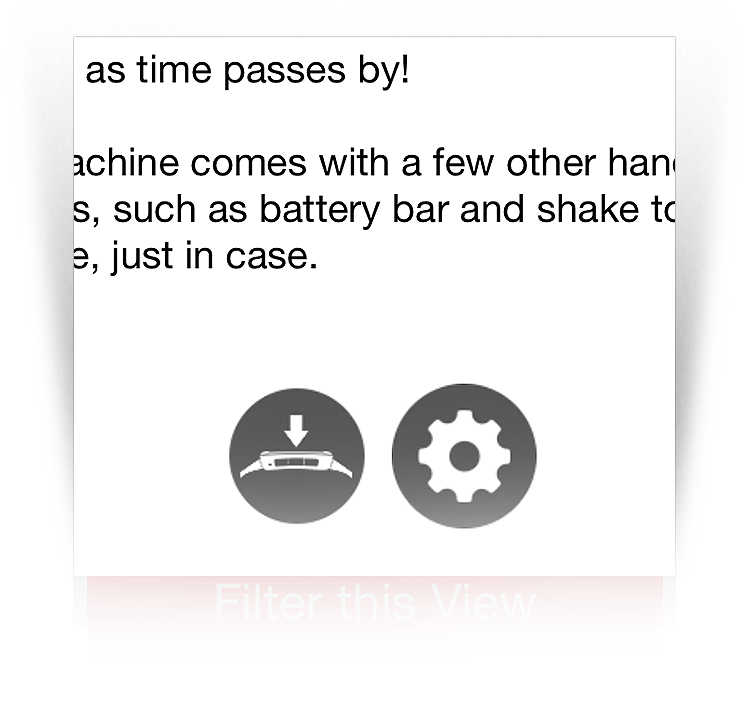 as time passes by!
achine comes with a few other han
s, such as battery bar and shake to
e, just in case.
Filter this View